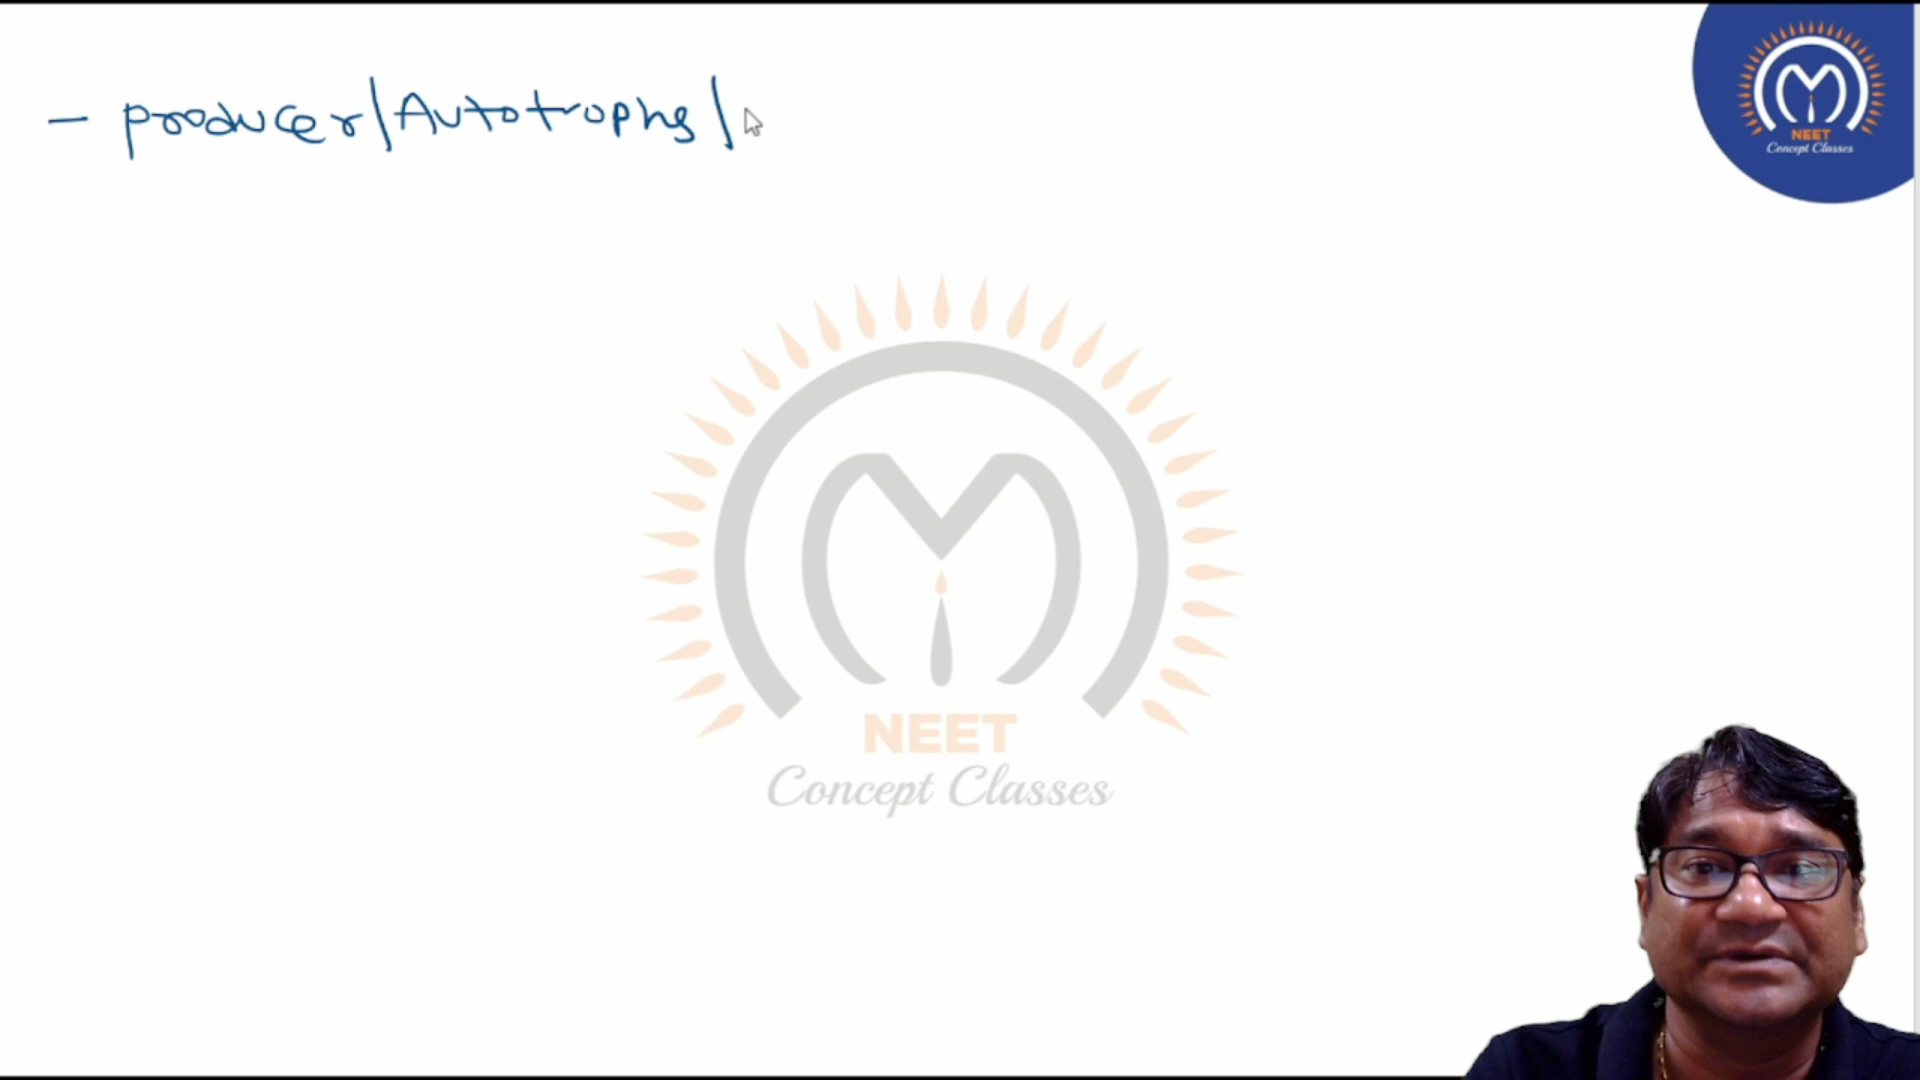 - producer/Autotrophs/
NEET
Concept Classes
NEET
Concept Classes